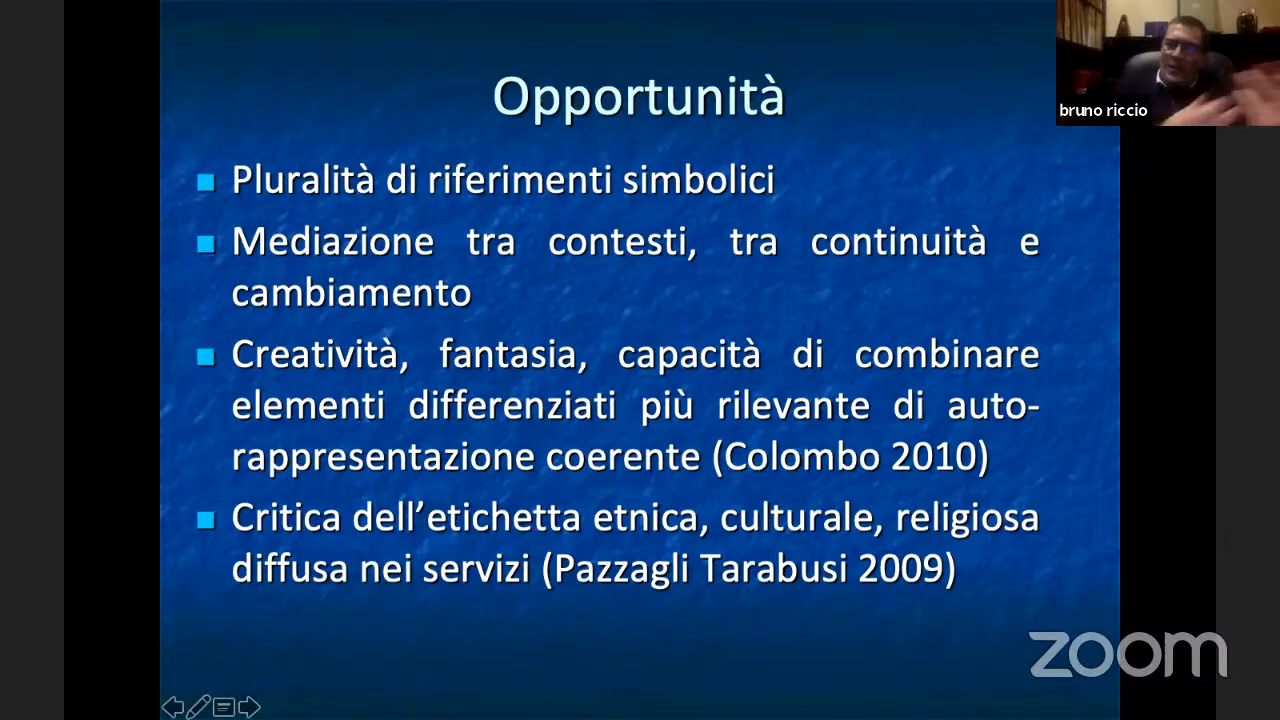 Opportunità
bruno riccio
Pluralità di riferimenti simbolici
Mediazione tra contesti, tra continuità e
cambiamento
Creatività, fantasia, capacità di combinare
elementi differenziati più rilevante di auto-
rappresentazione coerente (Colombo 2010)
Critica dell’etichetta etnica, culturale, religiosa
diffusa nei servizi (Pazzagli Tarabusi 2009)
zoom